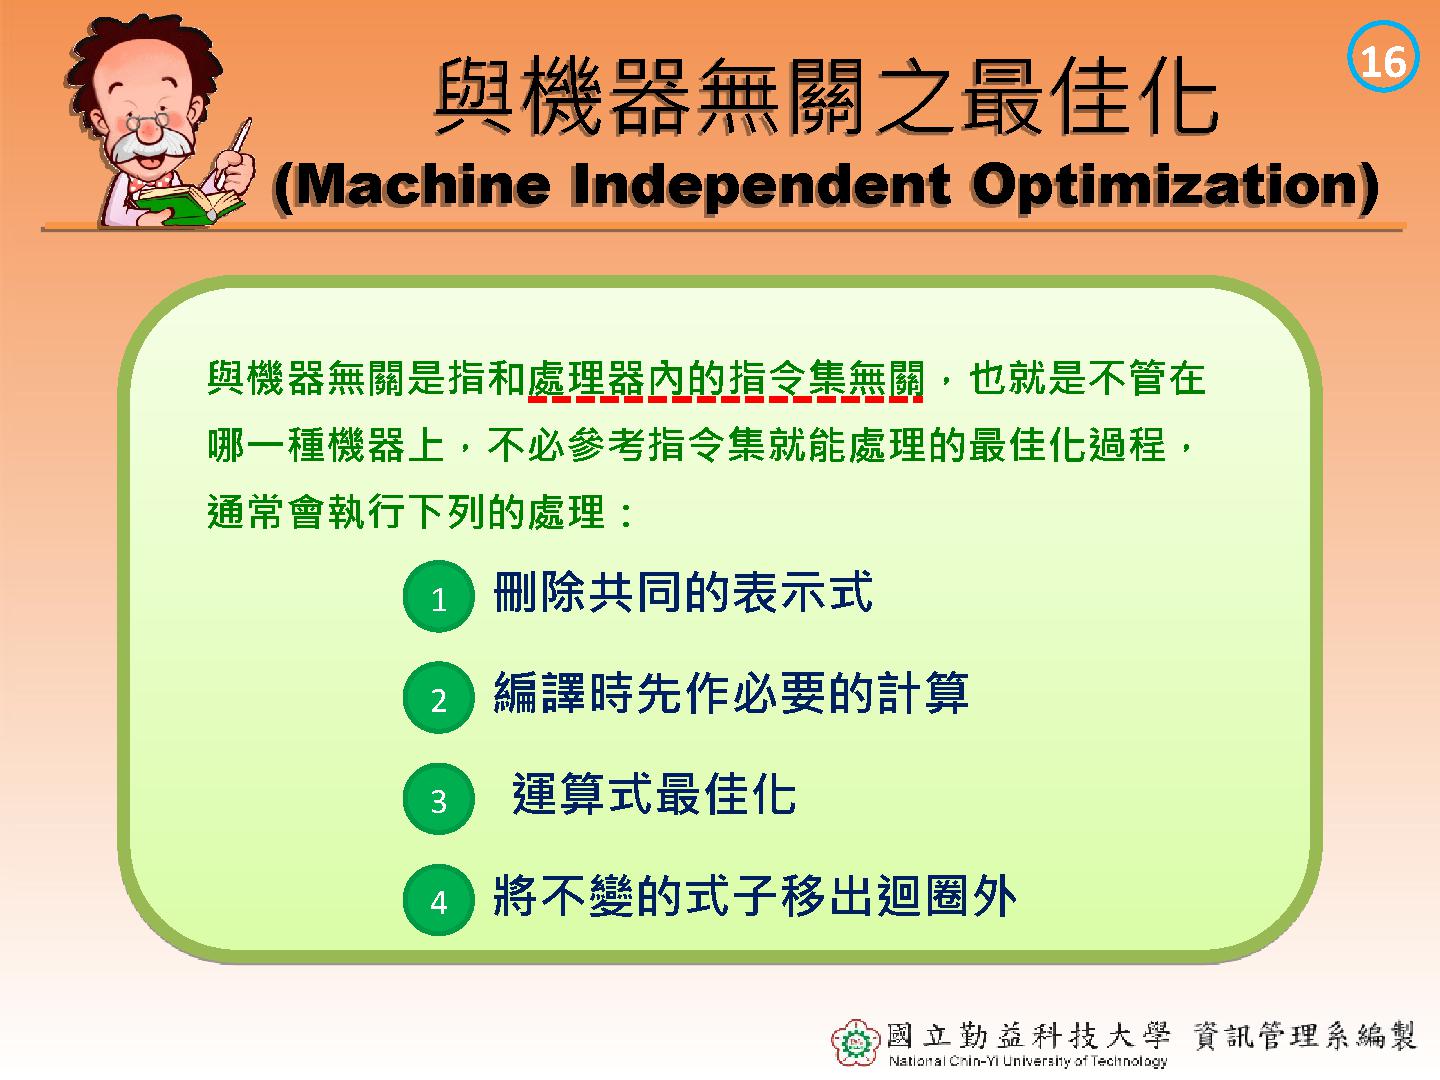 16
與機器無關之最佳化
(Machine Independent Optimization)
與機器無關是指和處理器內的指令集無關，也就是不管在
哪一種機器上，不必參考指令集就能處理的最佳化過程，
通常會執行下列的處理：
1 刪除共同的表示式
2 編譯時先作必要的計算
3 運算式最佳化
4 將不變的式子移出迴圈外
國立勤益科技大學 資訊管理系編製
National Chin-Yi University of Technology